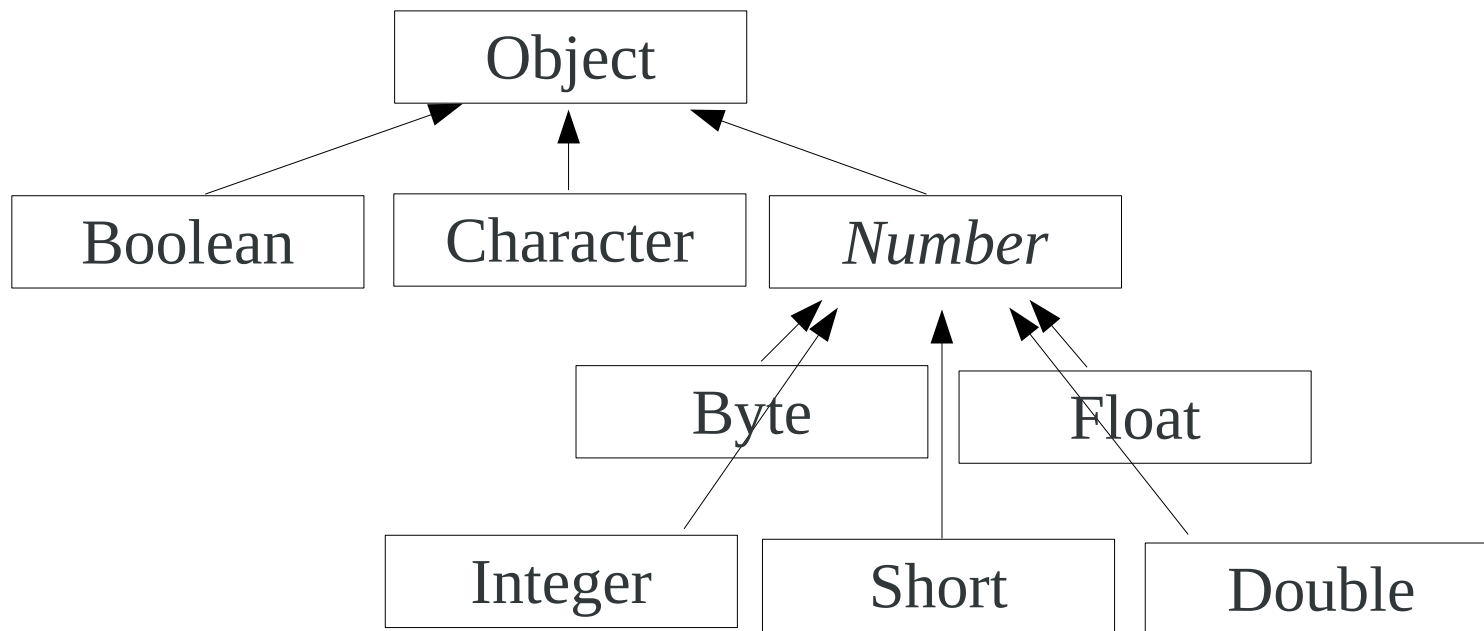 Object
Boolean
Character
Number
Byte
Float
Integer
Short
Double